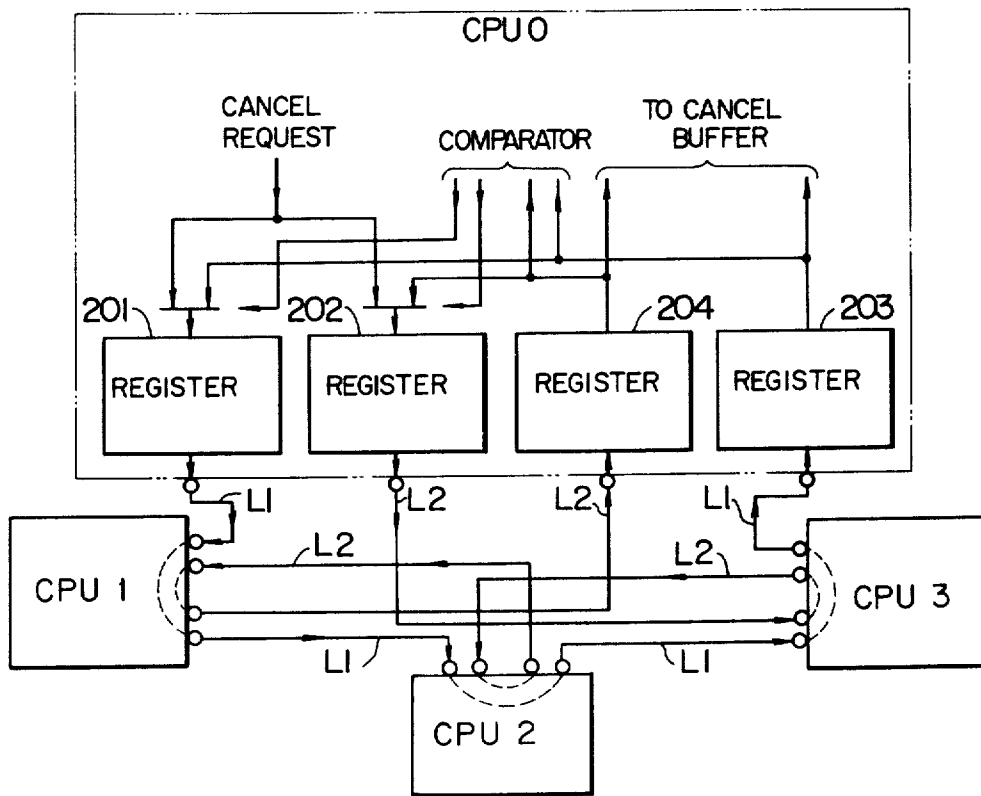 CPU 0
CANCEL
REQUEST
COMPARATOR
TO CANCEL
BUFFER
201
202
204
203
REGISTER
REGISTER
REGISTER
REGISTER
L1
L2
L2
L1
CPU 1
L2
L2
CPU 3
L1
L1
CPU 2